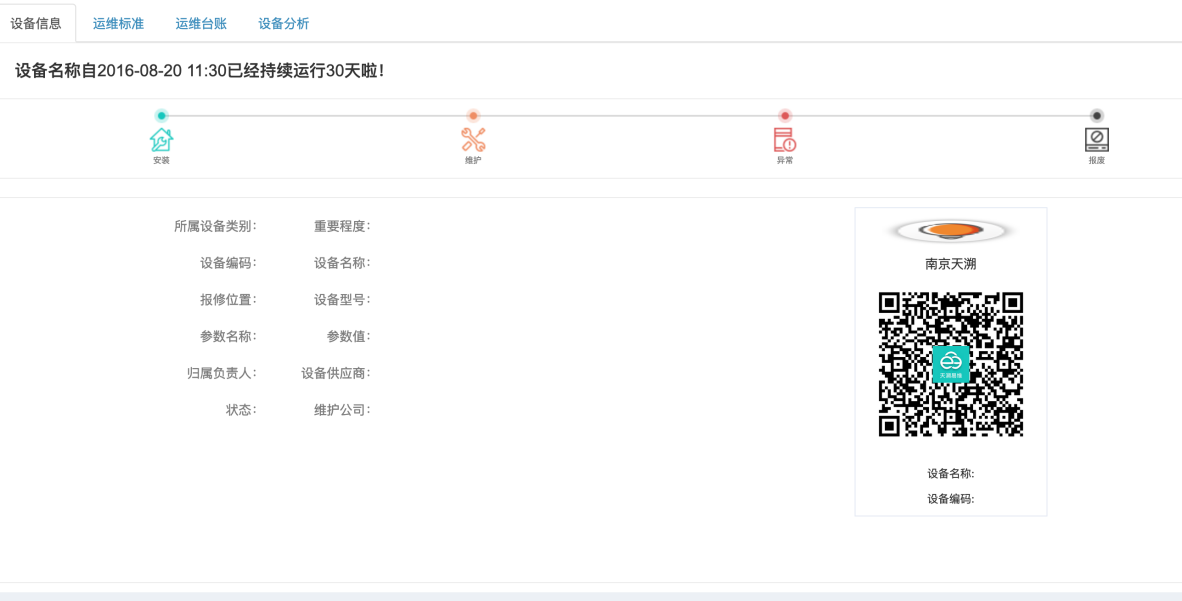 设备信息 运维标准 运维台账 设备分析
设备名称自2016-08-20 11:30已经持续运行30天啦!
安装 维护 异常 报废
所属设备类别: 重要程度:
设备编码: 设备名称:
报修位置: 设备型号:
参数名称: 参数值:
归属负责人: 设备供应商:
状态: 维护公司:
南京天溯
设备名称:
设备编码: